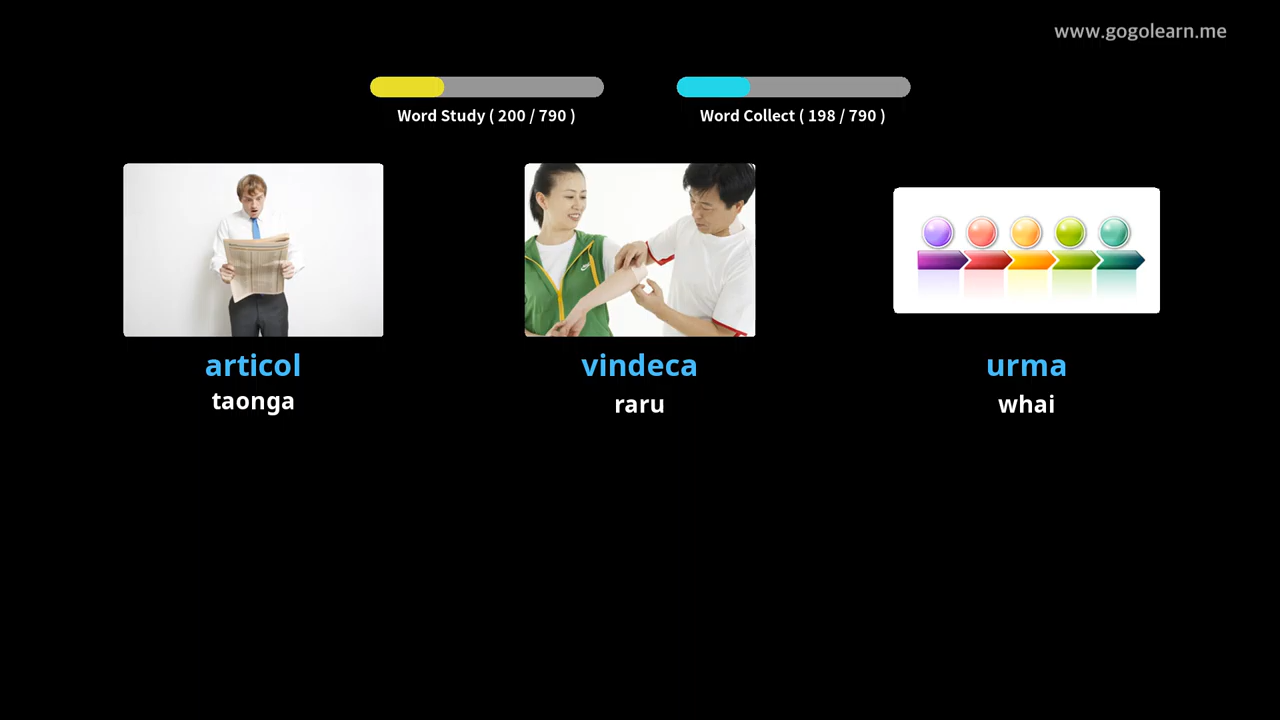 www.gogolearn.me
Word Study ( 200 / 790 )
Word Collect ( 198 / 790 )
articol
taonga
vindeca
raru
urma
whai